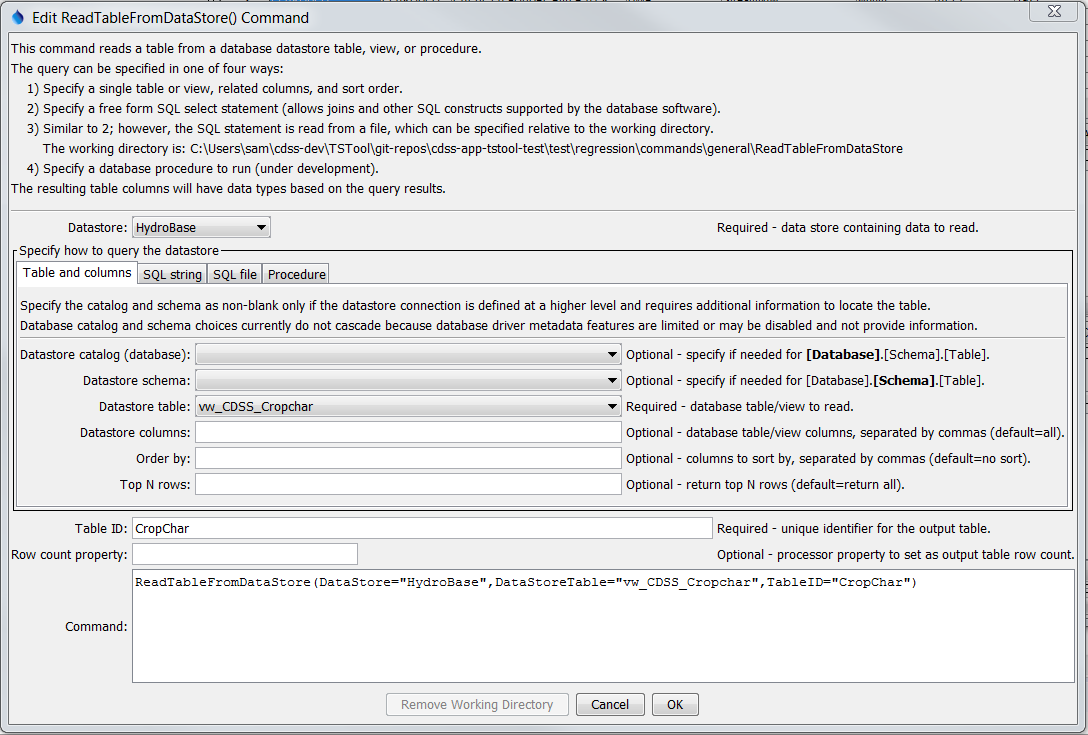 Edit ReadTableFromDataStore() Command
This command reads a table from a database datastore table, view, or procedure.
The query can be specified in one of four ways:
1) Specify a single table or view, related columns, and sort order.
2) Specify a free form SQL select statement (allows joins and other SQL constructs supported by the database software).
3) Similar to 2; however, the SQL statement is read from a file, which can be specified relative to the working directory.
The working directory is: C:\Users\sam\cdss-dev\TSTool\git-repos\cdss-app-tstool-test\test\regression\commands\general\ReadTableFromDataStore
4) Specify a database procedure to run (under development).
The resulting table columns will have data types based on the query results.
Datastore: HydroBase Required - data store containing data to read.
Specify how to query the datastore
Table and columns SQL string SQL file Procedure
Specify the catalog and schema as non-blank only if the datastore connection is defined at a higher level and requires additional information to locate the table.
Database catalog and schema choices currently do not cascade because database driver metadata features are limited or may be disabled and not provide information.
Datastore catalog (database): Optional - specify if needed for [Database].[Schema].[Table].
Datastore schema: Optional - specify if needed for [Database].[Schema].[Table].
Datastore table: vw_CDSS_Cropchar Required - database table/view to read.
Datastore columns: Optional - database table/view columns, separated by commas (default=all).
Order by: Optional - columns to sort by, separated by commas (default=no sort).
Top N rows: Optional - return top N rows (default=return all).
Table ID: CropChar Required - unique identifier for the output table.
Row count property: Optional - processor property to set as output table row count.
Command: ReadTableFromDataStore(DataStore="HydroBase",DataStoreTable="vw_CDSS_Cropchar",TableID="CropChar")
Remove Working Directory Cancel OK